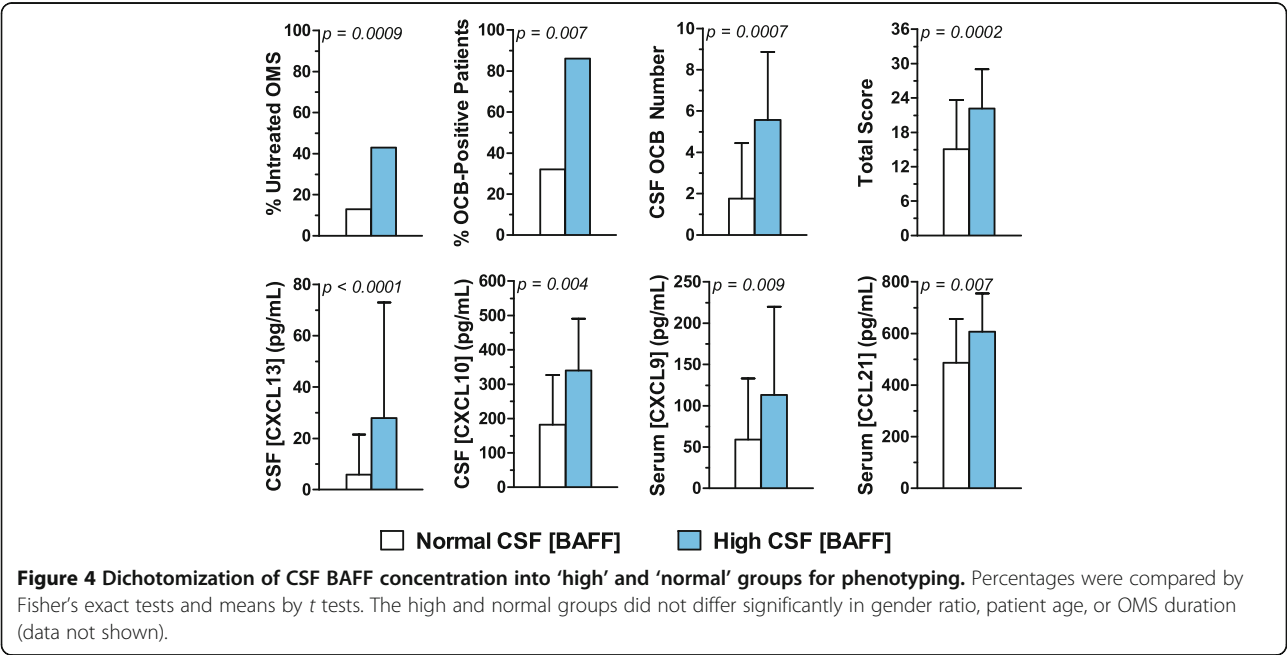 p = 0.0009
% Untreated OMS
100
80
60
40
20
0
p = 0.007
% OCB-Positive Patients
100
80
60
40
20
0
p = 0.0007
CSF OCB Number
10
8
6
4
2
0
p = 0.0002
Total Score
36
30
24
18
12
6
0
p < 0.0001
CSF [CXCL13] (pg/mL)
80
60
40
20
0
p = 0.004
CSF [CXCL10] (pg/mL)
600
500
400
300
200
100
0
p = 0.009
Serum [CXCL9] (pg/mL)
250
200
150
100
50
0
p = 0.007
Serum [CCL21] (pg/mL)
800
600
400
200
0
Normal CSF [BAFF]
High CSF [BAFF]
Figure 4 Dichotomization of CSF BAFF concentration into ‘high’ and ‘normal’ groups for phenotyping. Percentages were compared by
Fisher’s exact tests and means by t tests. The high and normal groups did not differ significantly in gender ratio, patient age, or OMS duration
(data not shown).